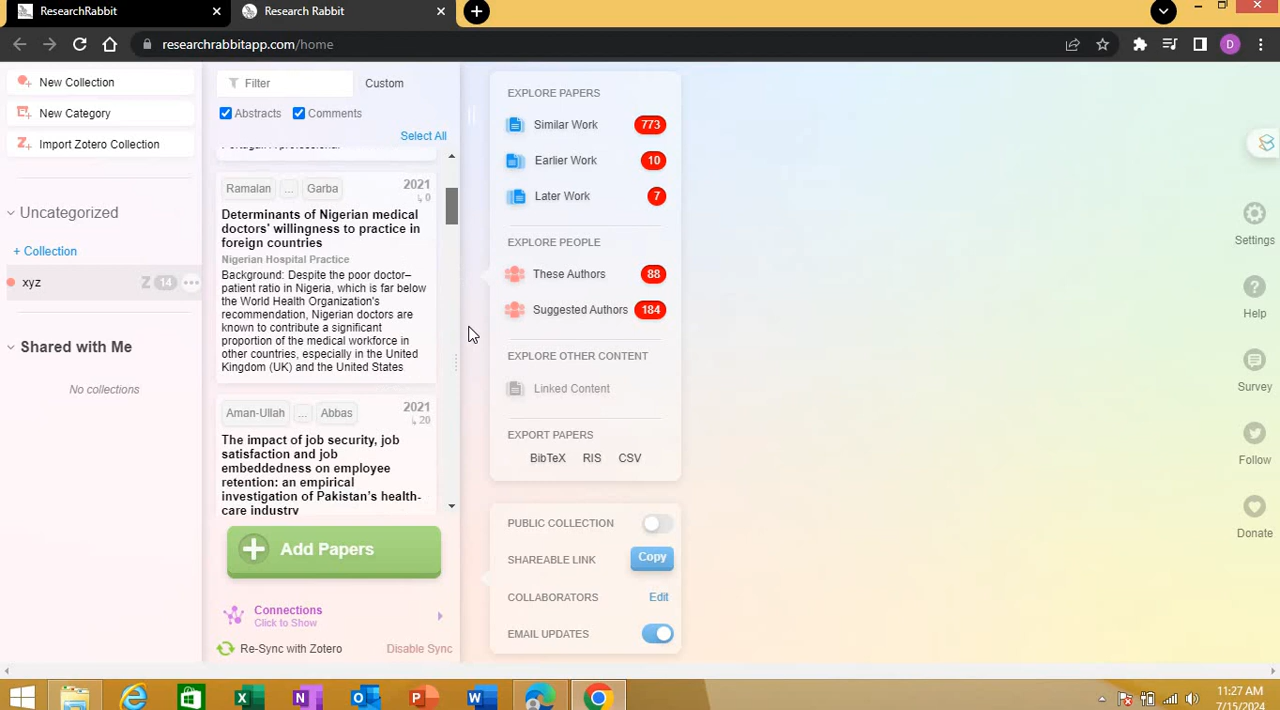 ResearchRabbit
Research Rabbit
researchrabbitapp.com/home
D
New Collection
New Category
Import Zotero Collection
Uncategorized
+ Collection
xyz
Z 14
Shared with Me
No collections
Filter
Custom
Abstracts
Comments
Select All
Ramalan ... Garba
2021
0
Determinants of Nigerian medical
doctors' willingness to practice in
foreign countries
Nigerian Hospital Practice
Background: Despite the poor doctor–
patient ratio in Nigeria, which is far below
the World Health Organization's
recommendation, Nigerian doctors are
known to contribute a significant
proportion of the medical workforce in
other countries, especially in the United
Kingdom (UK) and the United States
Aman-Ullah ... Abbas
2021
20
The impact of job security, job
satisfaction and job
embeddedness on employee
retention: an empirical
investigation of Pakistan's health-
care industry
Add Papers
Connections
Click to Show
Re-Sync with Zotero
Disable Sync
EXPLORE PAPERS
Similar Work 773
Earlier Work 10
Later Work 7
EXPLORE PEOPLE
These Authors 88
Suggested Authors 184
EXPLORE OTHER CONTENT
Linked Content
EXPORT PAPERS
BibTeX RIS CSV
PUBLIC COLLECTION
SHAREABLE LINK Copy
COLLABORATORS Edit
EMAIL UPDATES
Settings
Help
Survey
Follow
Donate
11:27 AM
7/15/2024